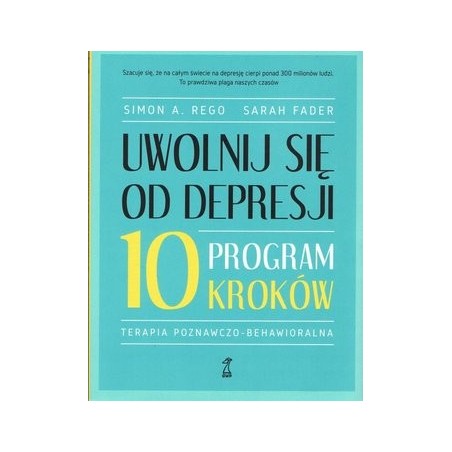 Szacuje się, że na całym świecie na depresję cierpi ponad 300 milionów ludzi.
To prawdziwa plaga naszych czasów
SIMON A. REGO SARAH FADER
UWOLNIJ SIĘ
OD DEPRESJI
10 PROGRAM
KROKÓW
TERAPIA POZNAWCZO-BEHAWIORALNA
GWP